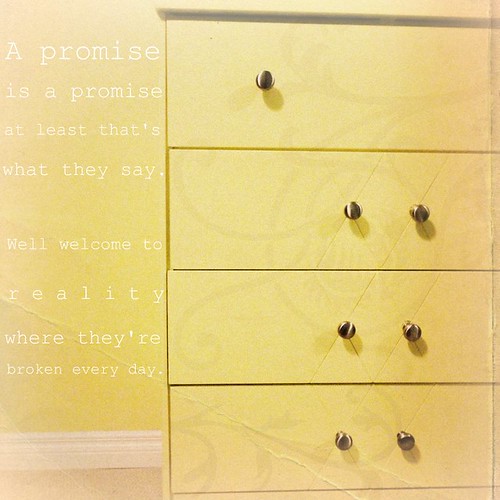 A promise
is a promise
at least that's
what they say.
Well welcome to
r e a l i t y
where they're
broken every day.